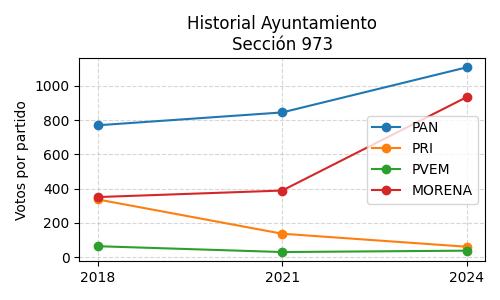 Historial Ayuntamiento
Sección 973
Votos por partido
1000
800
600
400
200
0
2018
2021
2024
PAN
PRI
PVEM
MORENA